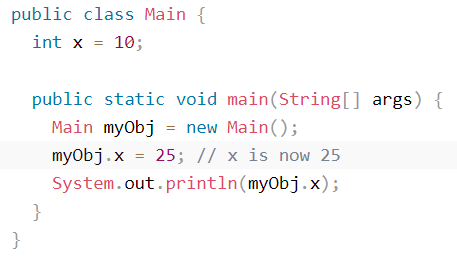 public class Main {
  int x = 10;

  public static void main(String[] args) {
    Main myObj = new Main();
    myObj.x = 25; // x is now 25
    System.out.println(myObj.x);
  }
}